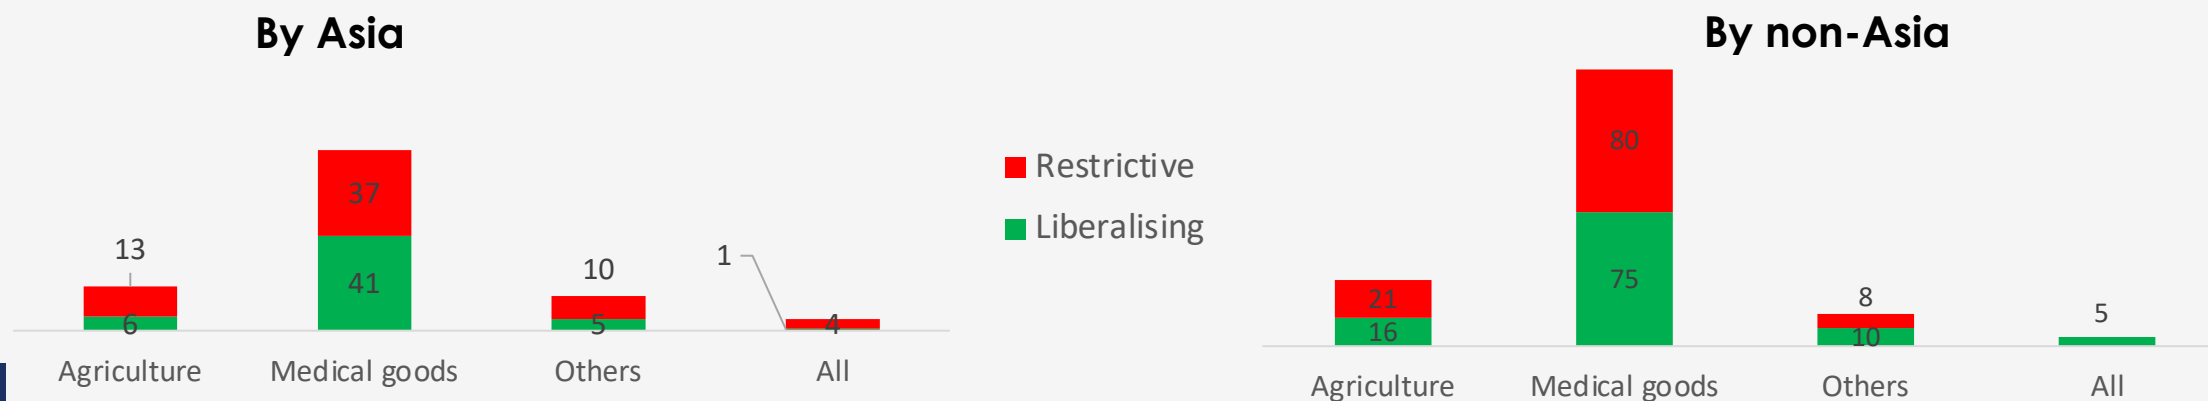 By Asia
13
6
Agriculture
37
41
Medical goods
10
5
Others
1
4
All
Restrictive
Liberalising
By non-Asia
21
16
Agriculture
80
75
Medical goods
8
10
Others
5
All